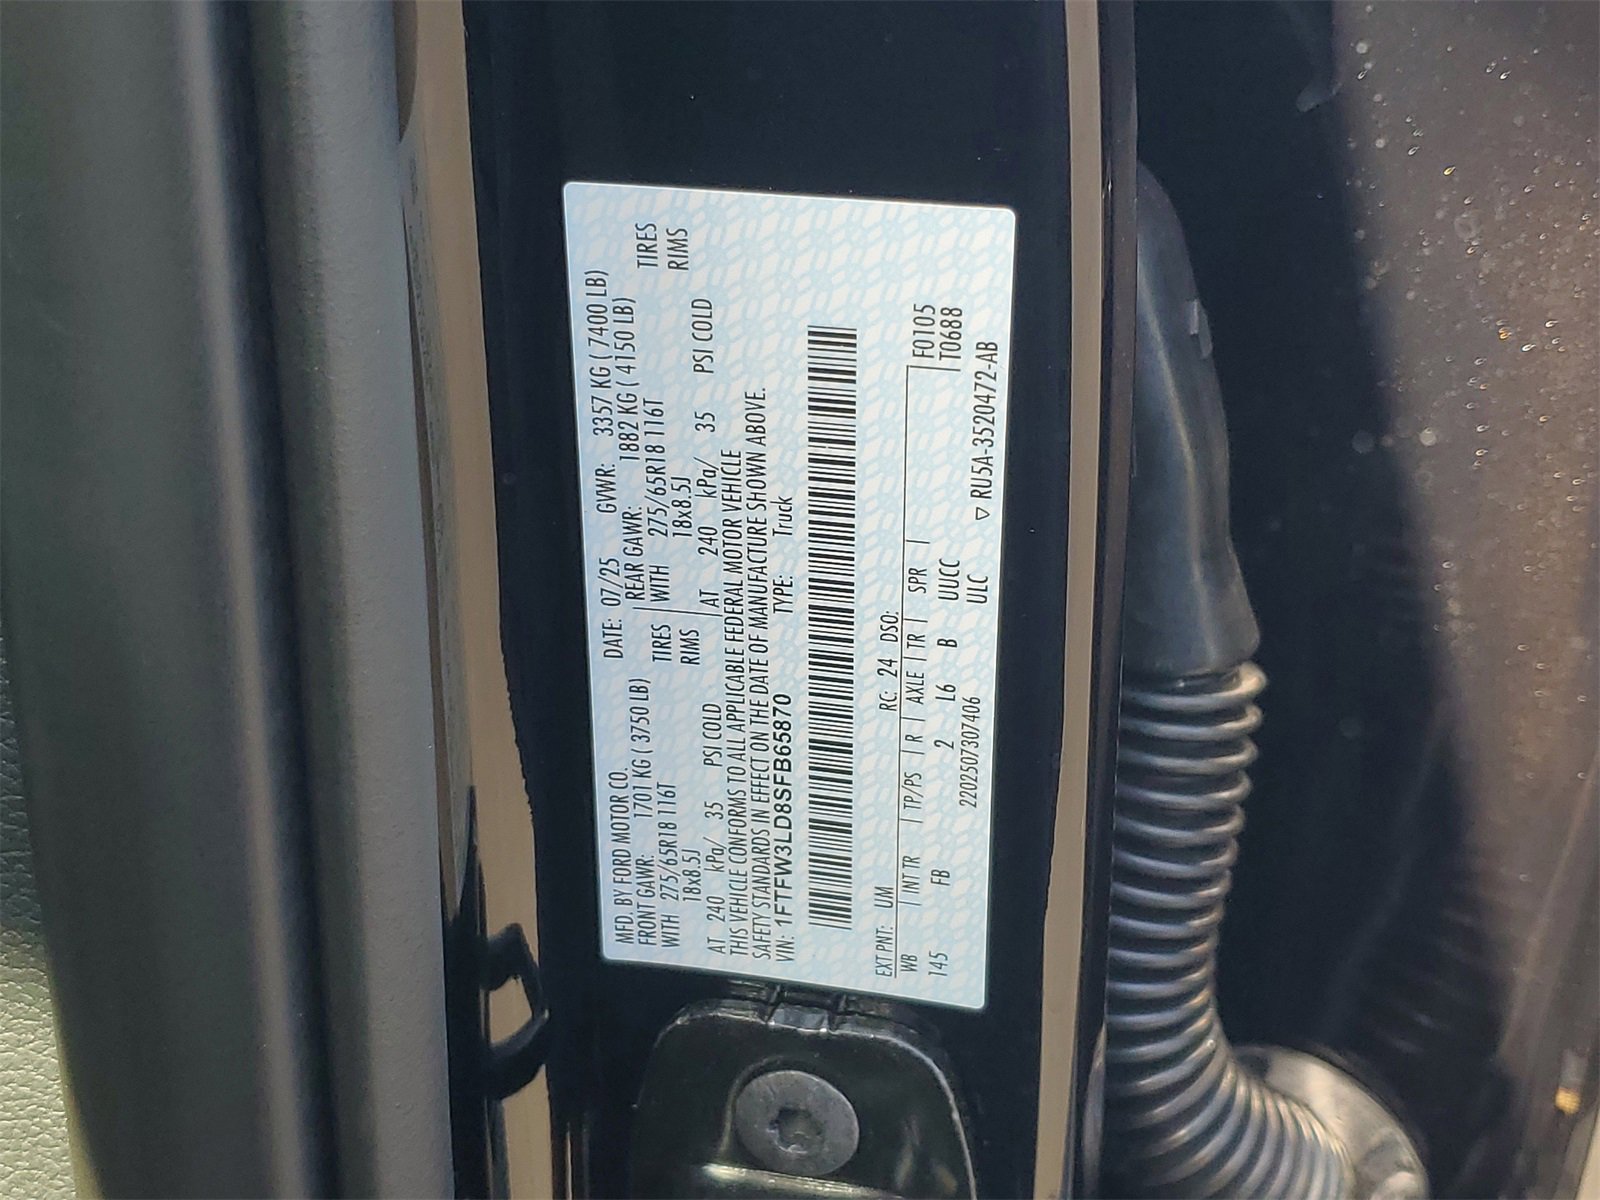 MFD. BY FORD MOTOR CO. DATE: 07/25 GVWR: 3357 KG ( 7400 LB)
FRONT GAWR: 1701 KG ( 3750 LB) REAR GAWR: 1882 KG ( 4150 LB)
WITH 275/65R18 116T TIRES WITH 275/65R18 116T TIRES
18x8.5J RIMS 18x8.5J RIMS
AT 240 kPa/ 35 PSI COLD AT 240 kPa/ 35 PSI COLD
THIS VEHICLE CONFORMS TO ALL APPLICABLE FEDERAL MOTOR VEHICLE
SAFETY STANDARDS IN EFFECT ON THE DATE OF MANUFACTURE SHOWN ABOVE.
VIN: 1FTFW3LD8SFB65870 TYPE: Truck
EXT PNT: UM RC: 24 DSO: F0105
WB INT TR TP/PS R AXLE TR SPR T0688
145 FB 2 L6 B UUCC
2202507307406 ULC ▽ RU5A-3520472-AB